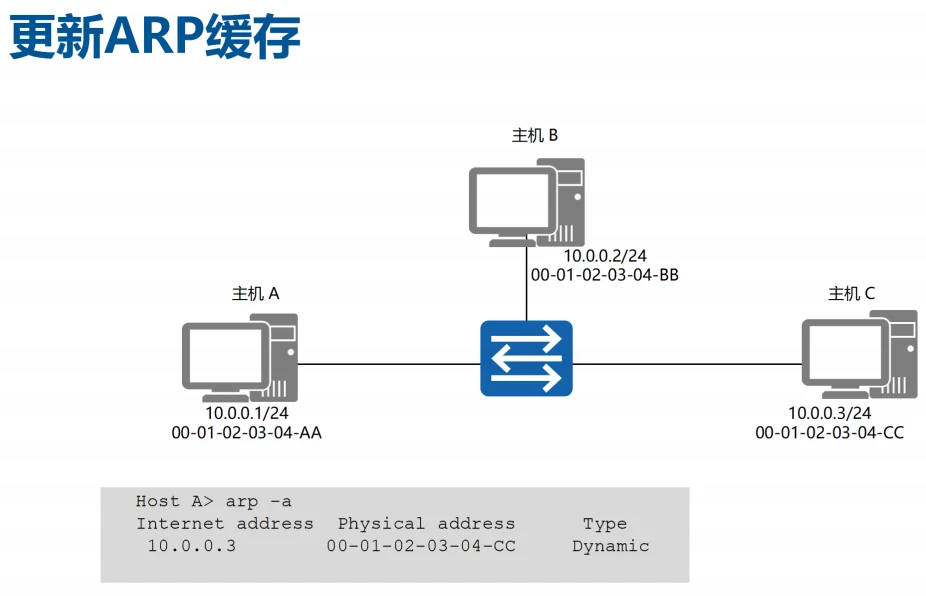 更新ARP缓存
主机 B
10.0.0.2/24
00-01-02-03-04-BB
主机 A
10.0.0.1/24
00-01-02-03-04-AA
主机 C
10.0.0.3/24
00-01-02-03-04-CC
Host A> arp -a
Internet address Physical address Type
10.0.0.3 00-01-02-03-04-CC Dynamic